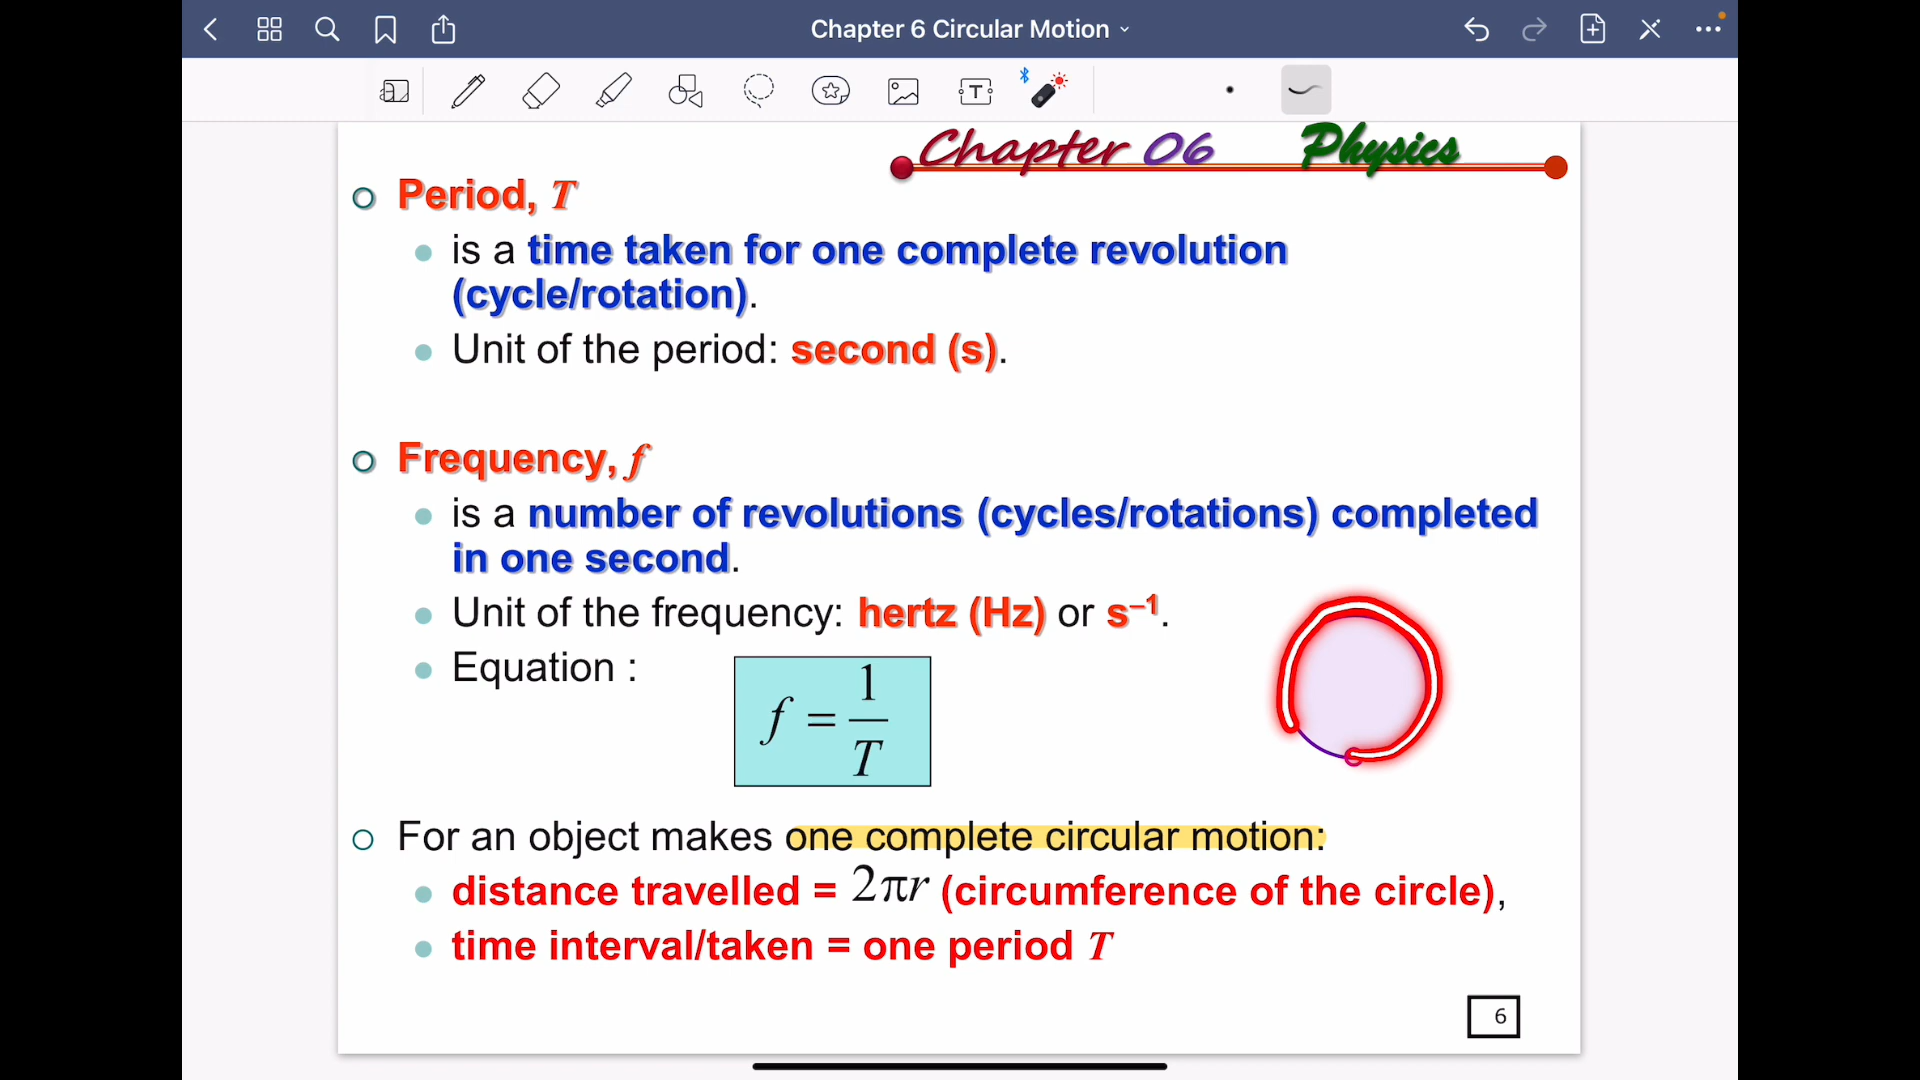 Chapter 6 Circular Motion
Chapter 06 Physics
Period, T
is a time taken for one complete revolution
(cycle/rotation).
Unit of the period: second (s).
Frequency, f
is a number of revolutions (cycles/rotations) completed
in one second.
Unit of the frequency: hertz (Hz) or s⁻¹.
Equation :
f = 1/T
For an object makes one complete circular motion:
distance travelled = 2πr (circumference of the circle),
time interval/taken = one period T
6